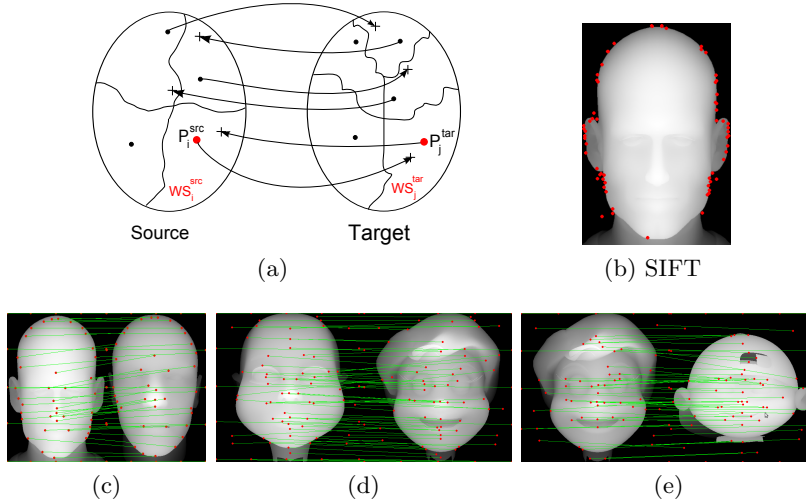 P_i^src
P_j^tar
WS_i^src
WS_j^tar
Source
Target
(a)
(b) SIFT
(c)
(d)
(e)